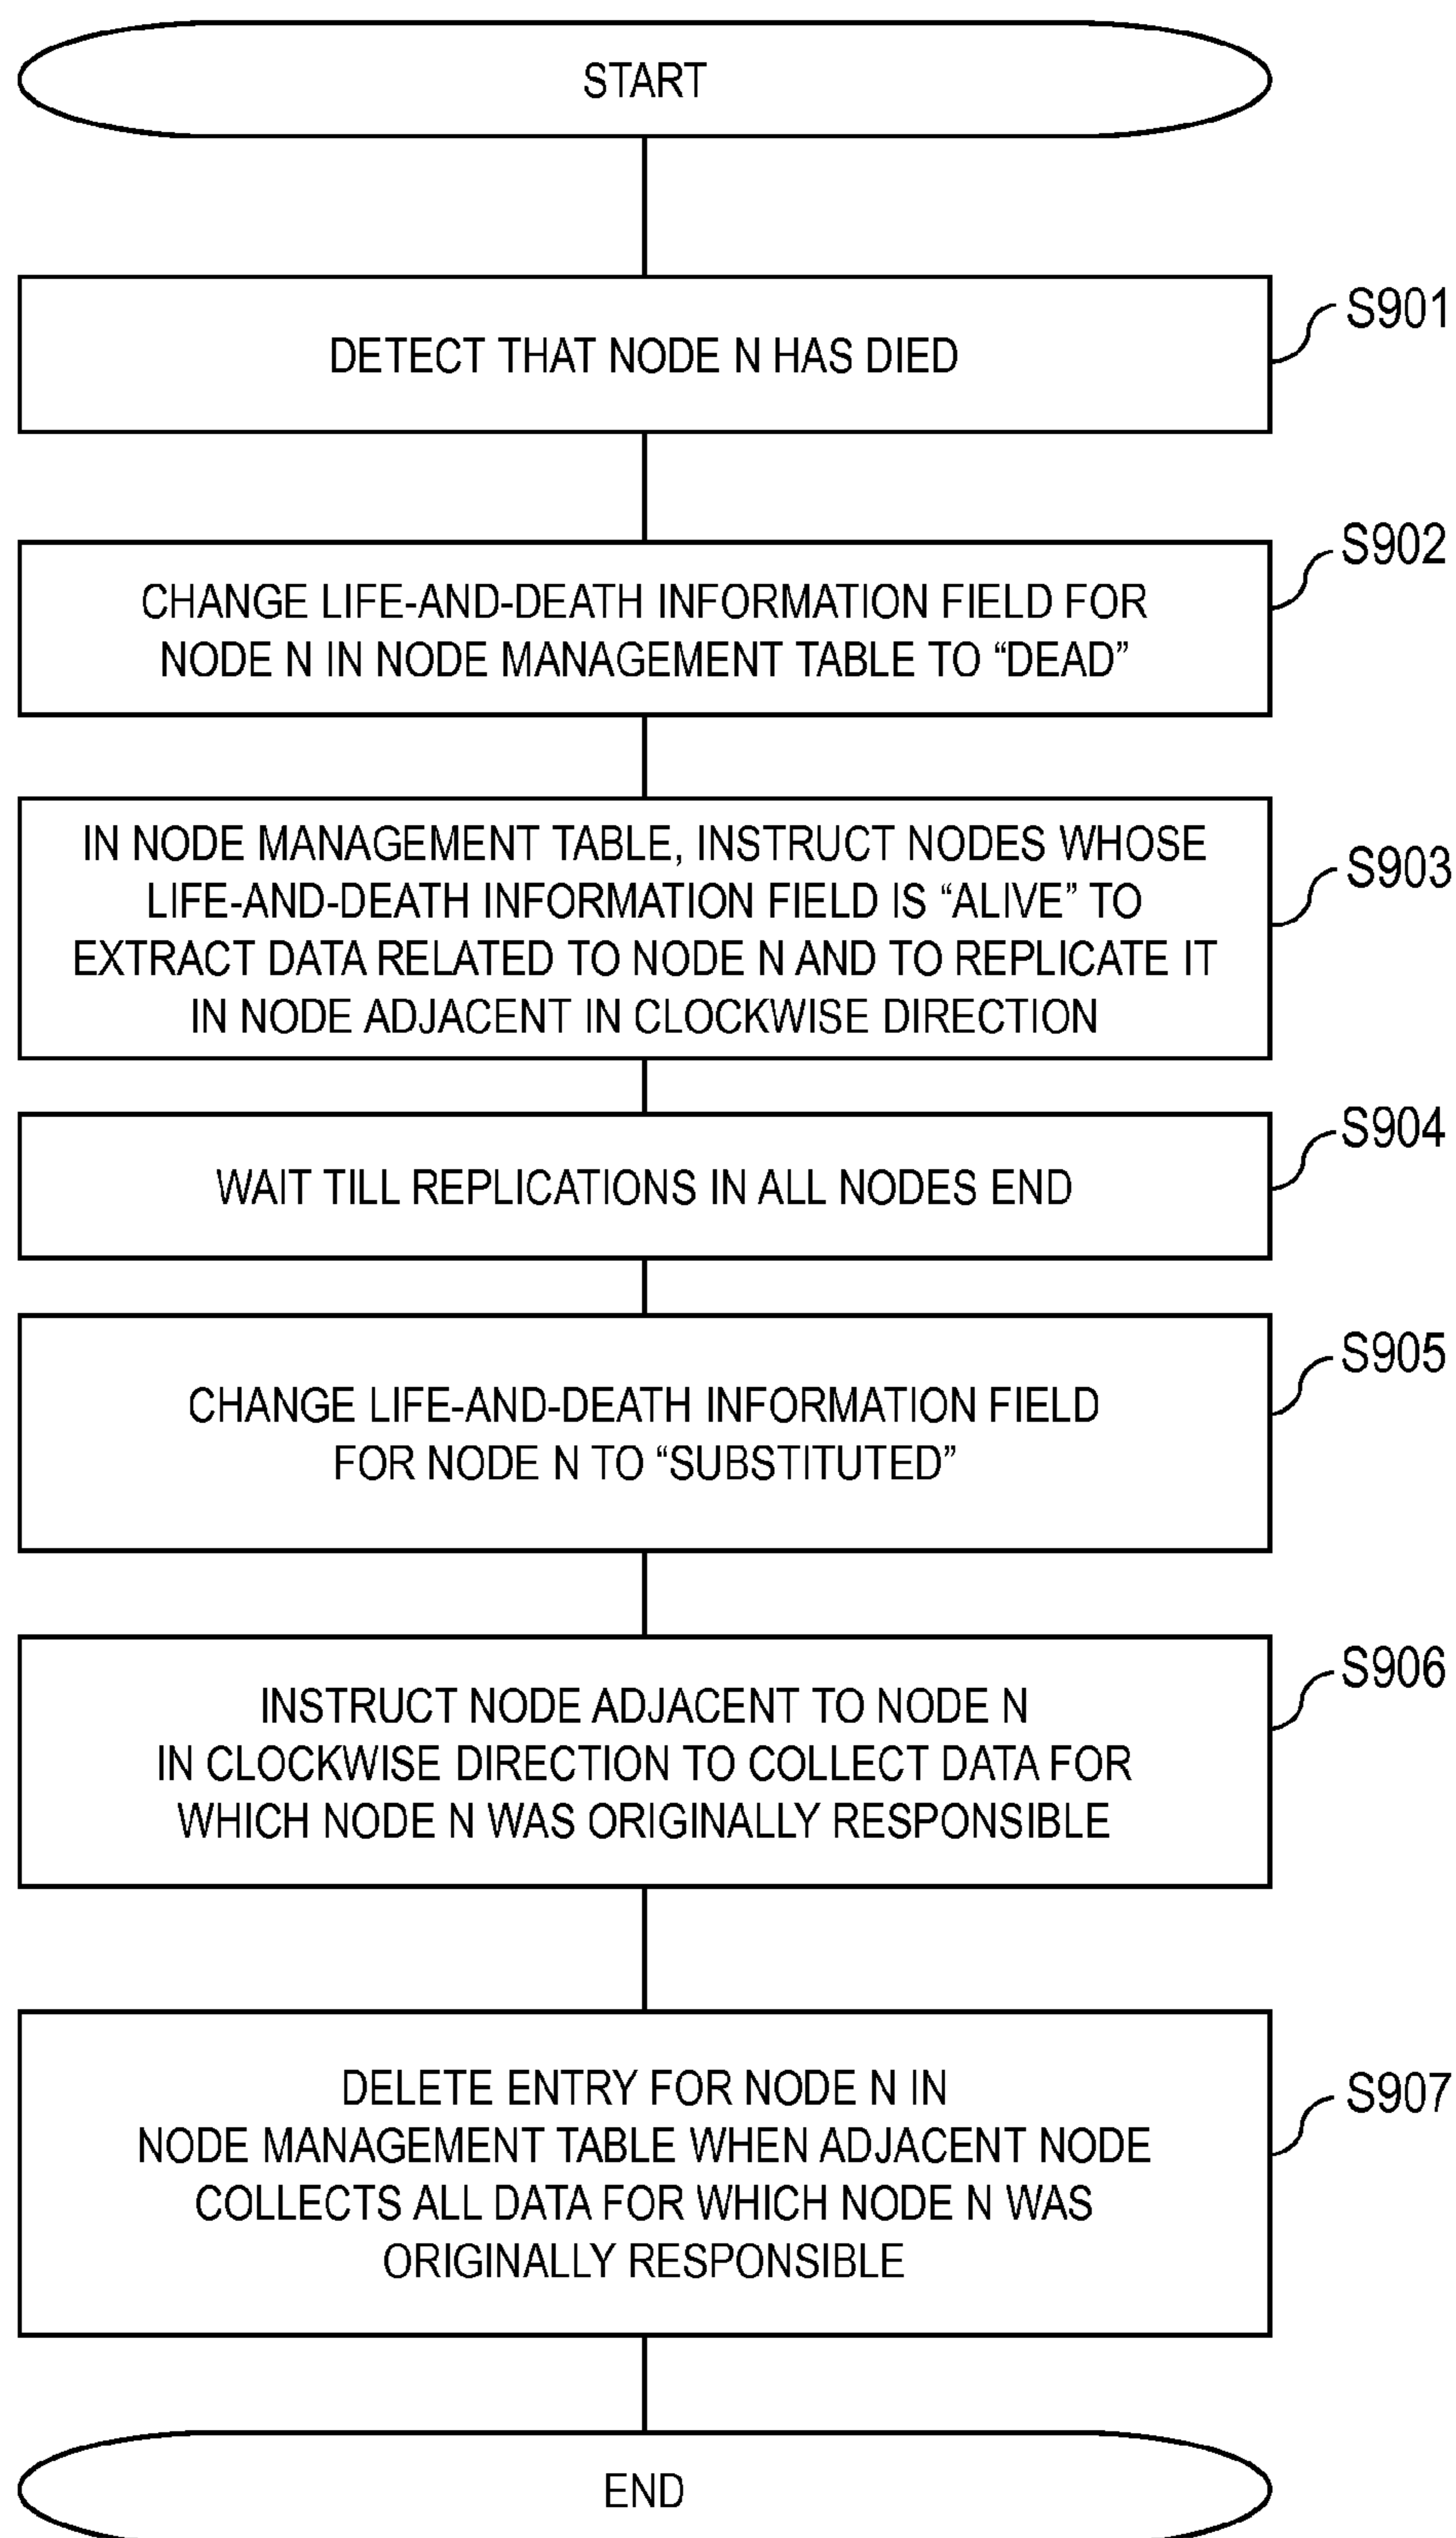 START
S901
DETECT THAT NODE N HAS DIED
S902
CHANGE LIFE-AND-DEATH INFORMATION FIELD FOR
NODE N IN NODE MANAGEMENT TABLE TO “DEAD”
S903
IN NODE MANAGEMENT TABLE, INSTRUCT NODES WHOSE
LIFE-AND-DEATH INFORMATION FIELD IS “ALIVE” TO
EXTRACT DATA RELATED TO NODE N AND TO REPLICATE IT
IN NODE ADJACENT IN CLOCKWISE DIRECTION
S904
WAIT TILL REPLICATIONS IN ALL NODES END
S905
CHANGE LIFE-AND-DEATH INFORMATION FIELD
FOR NODE N TO “SUBSTITUTED”
S906
INSTRUCT NODE ADJACENT TO NODE N
IN CLOCKWISE DIRECTION TO COLLECT DATA FOR
WHICH NODE N WAS ORIGINALLY RESPONSIBLE
S907
DELETE ENTRY FOR NODE N IN
NODE MANAGEMENT TABLE WHEN ADJACENT NODE
COLLECTS ALL DATA FOR WHICH NODE N WAS
ORIGINALLY RESPONSIBLE
END